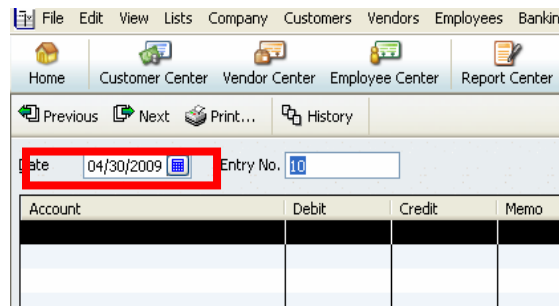 File Edit View Lists Company Customers Vendors Employees Bankin
Home Customer Center Vendor Center Employee Center Report Center
Previous Next Print... History
Date 04/30/2009 Entry No. 10
Account Debit Credit Memo